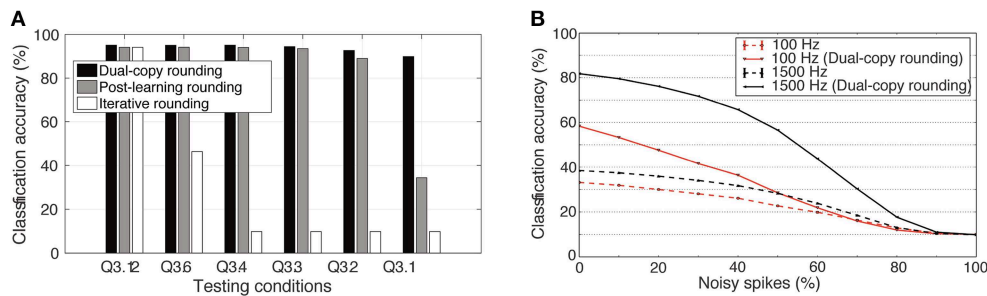 A
Classification accuracy (%)
100
80
60
40
20
0
Dual-copy rounding
Post-learning rounding
Iterative rounding
Q3.12
Q3.6
Q3.4
Q3.3
Q3.2
Q3.1
Testing conditions
B
Classification accuracy (%)
100
80
60
40
20
0
100 Hz
100 Hz (Dual-copy rounding)
1500 Hz
1500 Hz (Dual-copy rounding)
0
20
40
60
80
100
Noisy spikes (%)